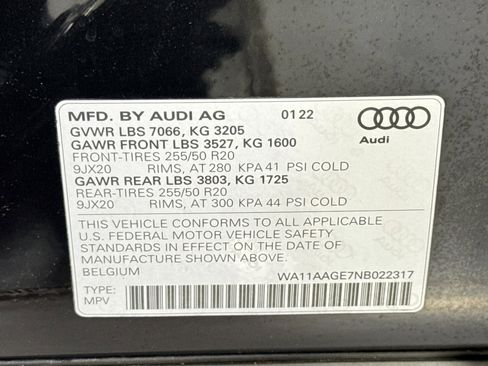 MFD. BY AUDI AG 01 22
GVWR LBS 7066, KG 3205
GAWR FRONT LBS 3527, KG 1600
FRONT-TIRES 255/50 R20
9JX20 RIMS, AT 280 KPA 41 PSI COLD
GAWR REAR LBS 3803, KG 1725
REAR-TIRES 255/50 R20
9JX20 RIMS, AT 300 KPA 44 PSI COLD
Audi
THIS VEHICLE CONFORMS TO ALL APPLICABLE
U.S. FEDERAL MOTOR VEHICLE SAFETY
STANDARDS IN EFFECT ON THE DATE OF
MANUFACTURE SHOWN ABOVE.
BELGIUM WA11AAGE7NB022317
TYPE:
MPV